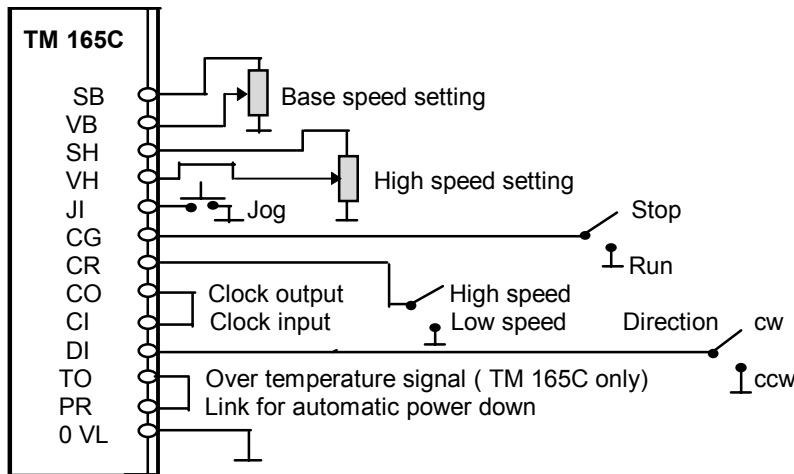 TM 165C
SB Base speed setting
VB
SH
VH High speed setting
JI Jog
CG Stop
Run
CR
CO Clock output High speed
CI Clock input Low speed Direction cw
DI
ccw
TO Over temperature signal ( TM 165C only)
PR Link for automatic power down
0 VL